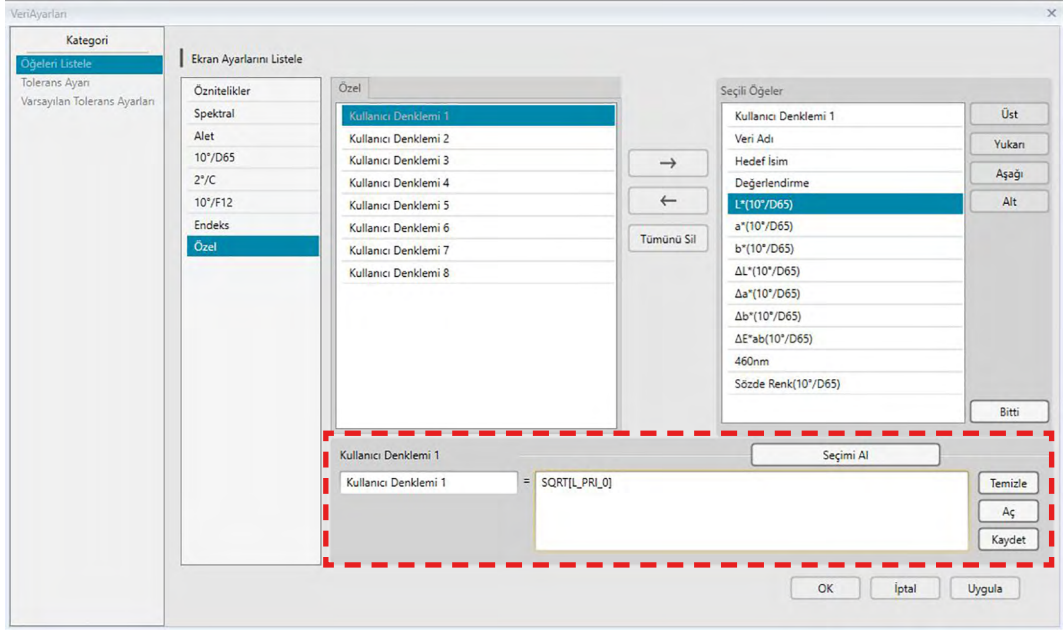 VeriAyarları
Kategori
Öğeleri Listele
Tolerans Ayarı
Varsayılan Tolerans Ayarları
Ekran Ayarlarını Listele
Öznitelikler
Spektral
Alet
10°/D65
2°/C
10°/F12
Endeks
Özel
Özel
Kullanıcı Denklemi 1
Kullanıcı Denklemi 2
Kullanıcı Denklemi 3
Kullanıcı Denklemi 4
Kullanıcı Denklemi 5
Kullanıcı Denklemi 6
Kullanıcı Denklemi 7
Kullanıcı Denklemi 8
→
←
Tümünü Sil
Seçili Öğeler
Kullanıcı Denklemi 1
Veri Adı
Hedef İsim
Değerlendirme
L*(10°/D65)
a*(10°/D65)
b*(10°/D65)
ΔL*(10°/D65)
Δa*(10°/D65)
Δb*(10°/D65)
ΔE*ab(10°/D65)
460nm
Sözde Renk(10°/D65)
Üst
Yukarı
Aşağı
Alt
Bitti
Kullanıcı Denklemi 1
Seçimi Al
Kullanıcı Denklemi 1 = SQRT[L_PRI_0]
Temizle
Aç
Kaydet
OK İptal Uygula